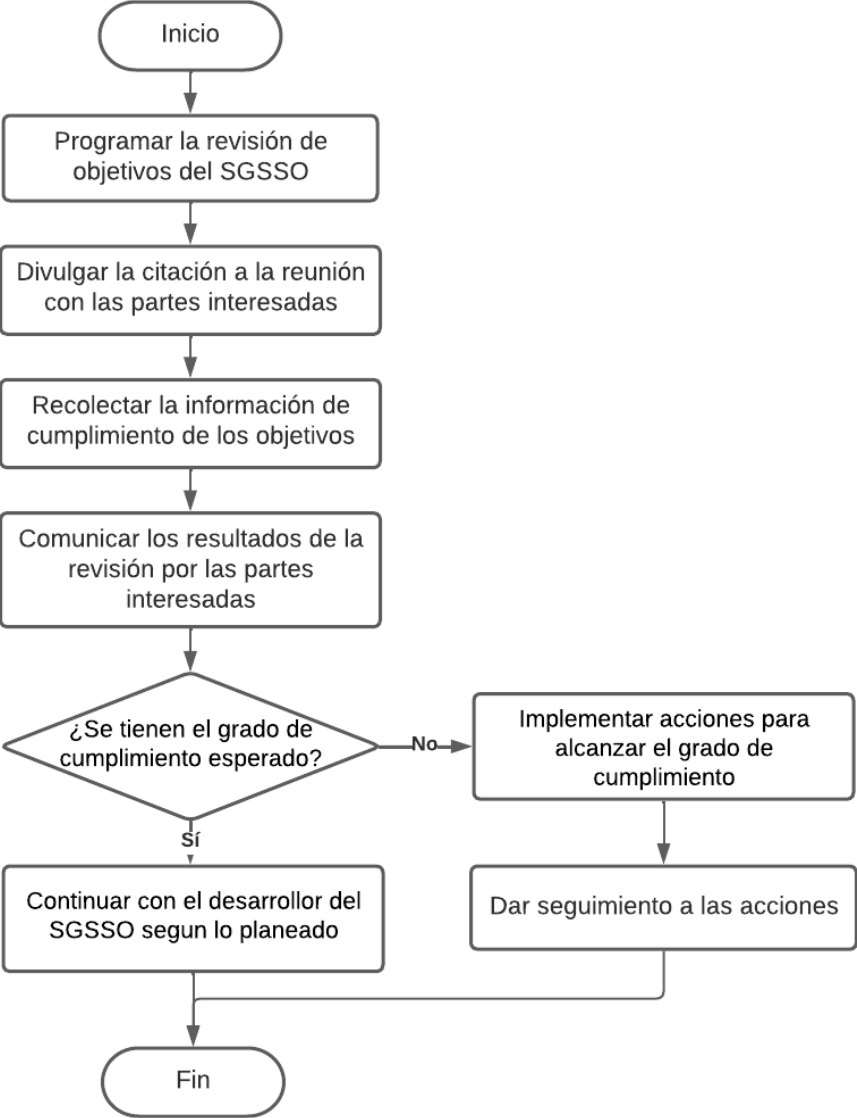 Inicio
Programar la revisión de
objetivos del SGSSO
Divulgar la citación a la reunión
con las partes interesadas
Recolectar la información de
cumplimiento de los objetivos
Comunicar los resultados de la
revisión por las partes
interesadas
¿Se tienen el grado de
cumplimiento esperado?
No
Implementar acciones para
alcanzar el grado de
cumplimiento
Sí
Continuar con el desarrollor del
SGSSO segun lo planeado
Dar seguimiento a las acciones
Fin